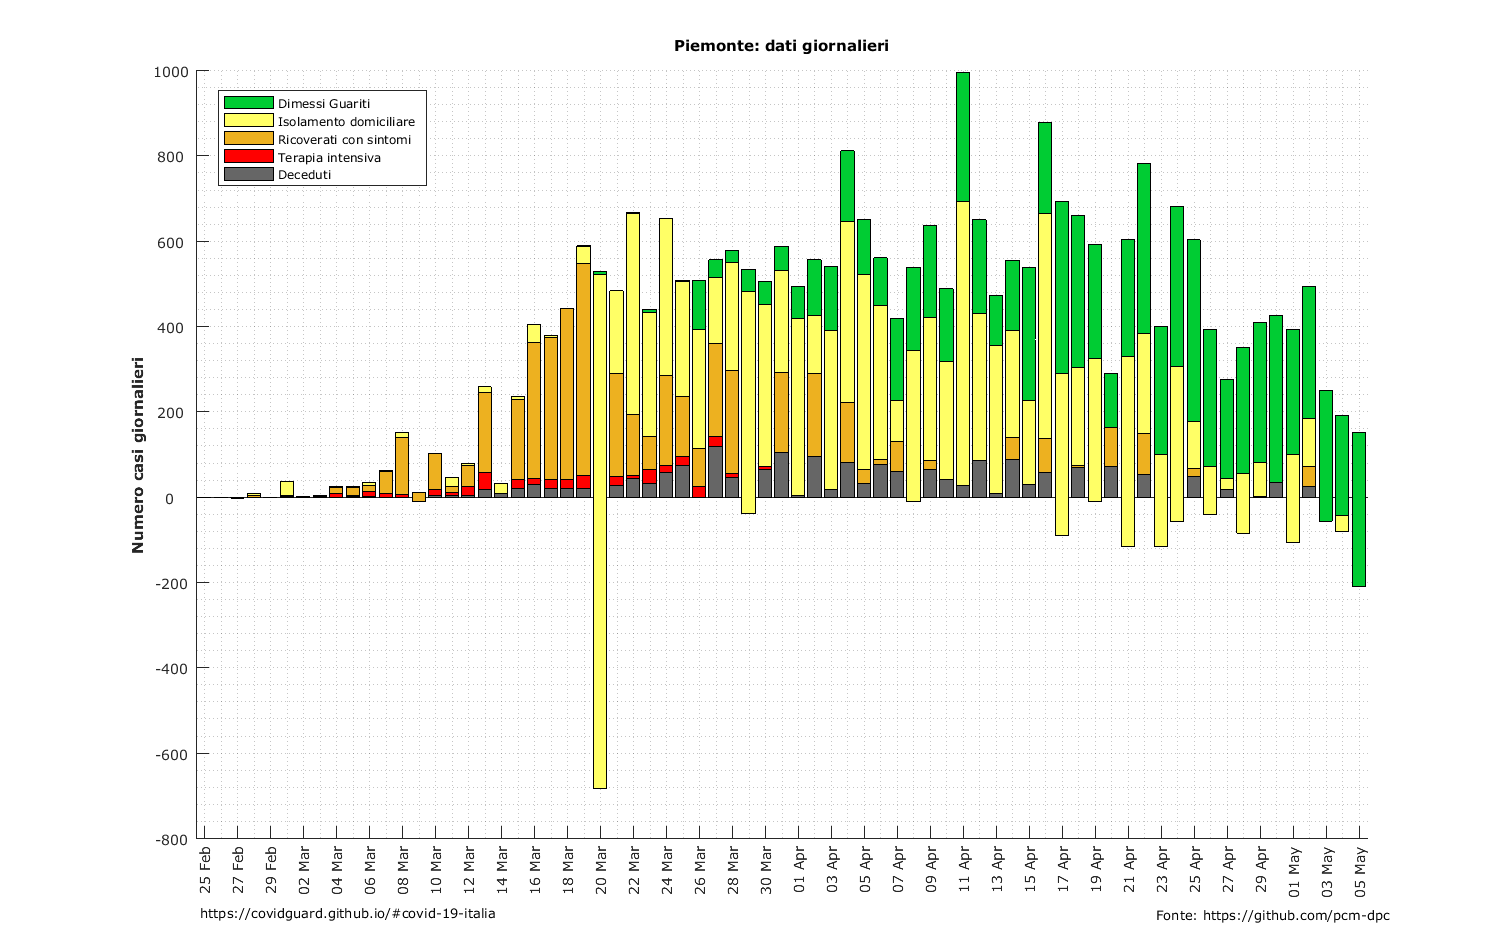 Piemonte: dati giornalieri
1000
800
600
400
200
0
-200
-400
-600
-800
Numero casi giornalieri
Dimessi Guariti
Isolamento domiciliare
Ricoverati con sintomi
Terapia intensiva
Deceduti
25 Feb
27 Feb
29 Feb
02 Mar
04 Mar
06 Mar
08 Mar
10 Mar
12 Mar
14 Mar
16 Mar
18 Mar
20 Mar
22 Mar
24 Mar
26 Mar
28 Mar
30 Mar
01 Apr
03 Apr
05 Apr
07 Apr
09 Apr
11 Apr
13 Apr
15 Apr
17 Apr
19 Apr
21 Apr
23 Apr
25 Apr
27 Apr
29 Apr
01 May
03 May
05 May
https://covidguard.github.io/#covid-19-italia
Fonte: https://github.com/pcm-dpc